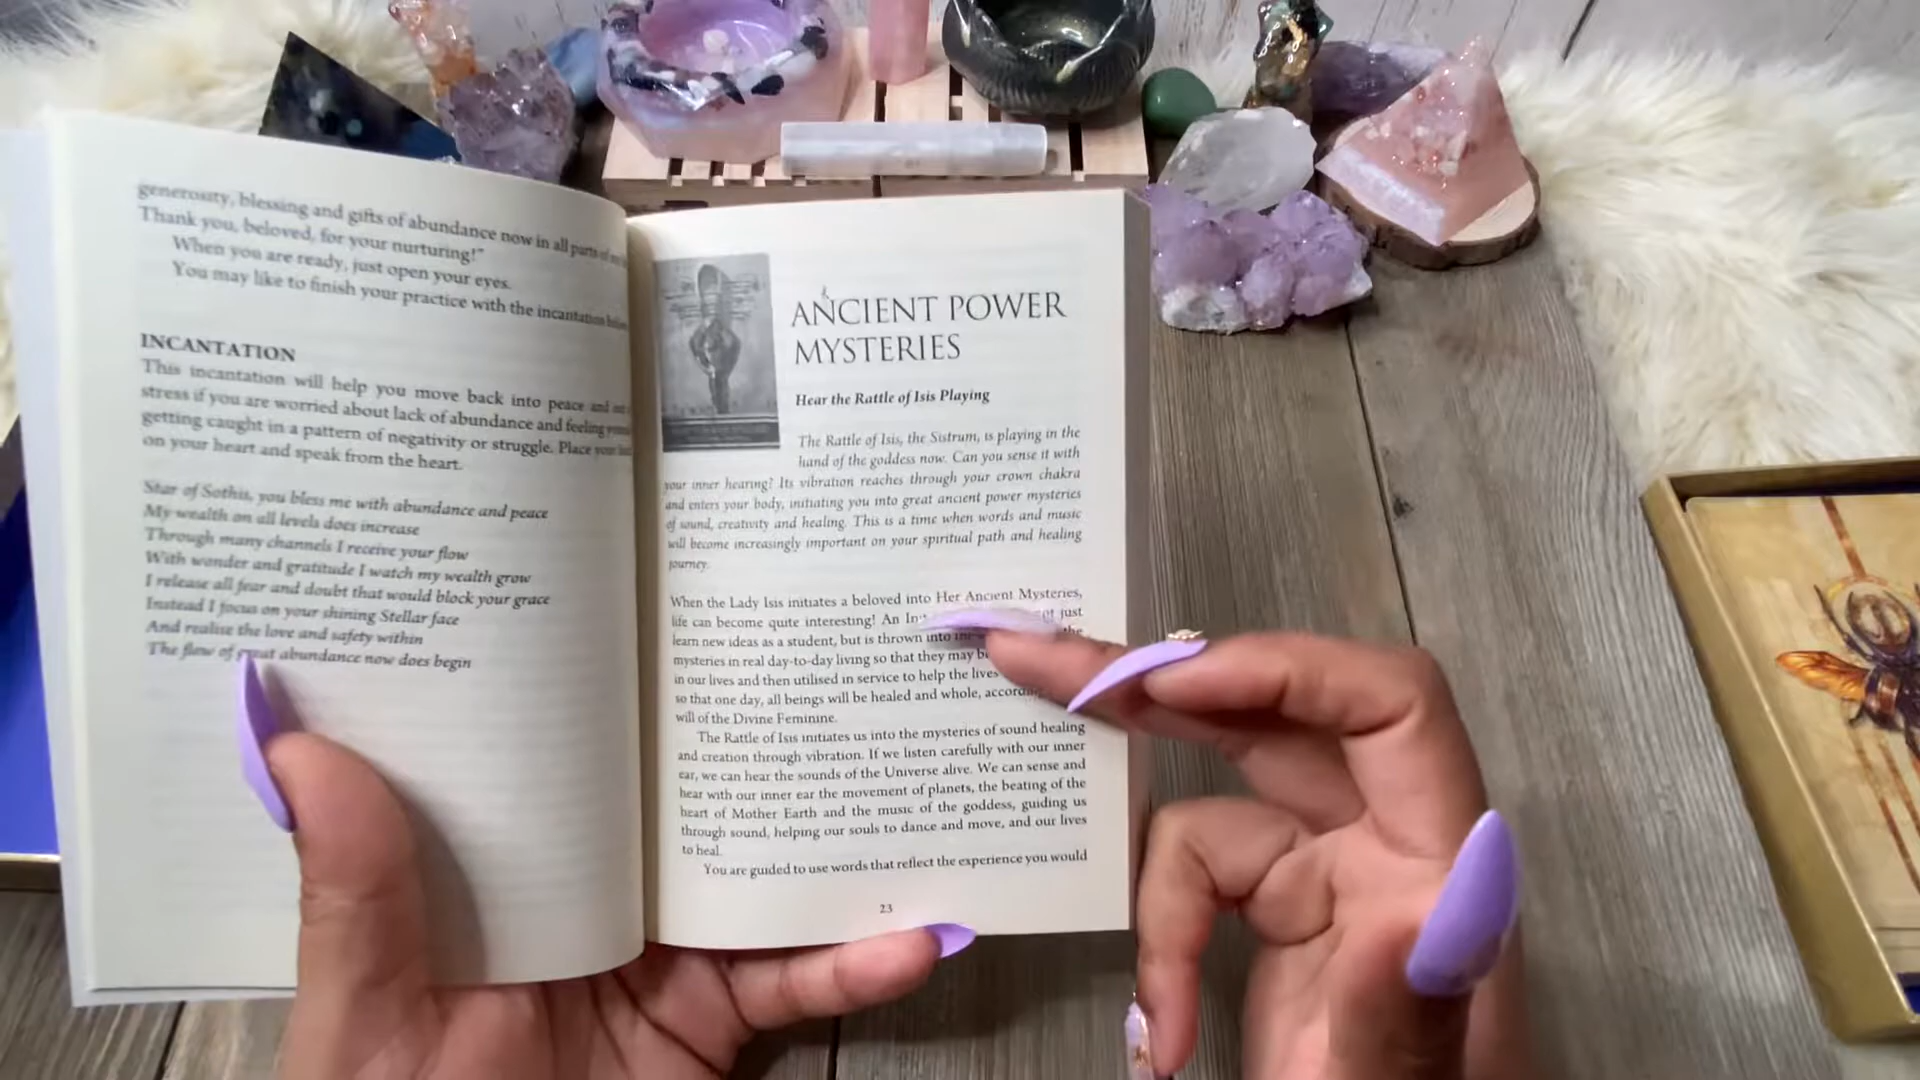 generosity, blessing and gifts of abundance now in all parts of
Thank you, beloved, for your nurturing!"
When you are ready, just open your eyes.
You may like to finish your practice with the incantation
INCANTATION
This incantation will help you move back into peace and
stress if you are worried about lack of abundance and feeling
getting caught in a pattern of negativity or struggle. Place your
on your heart and speak from the heart.
Star of Sothis, you bless me with abundance and peace
My wealth on all levels does increase
Through many channels I receive your flow
With wonder and gratitude I watch my wealth grow
I release all fear and doubt that would block your grace
Instead I focus on your shining Stellar face
And realise the love and safety within
The flow of great abundance now does begin
ANCIENT POWER
MYSTERIES
Hear the Rattle of Isis Playing
The Rattle of Isis, the Sistrum, is playing in the
hand of the goddess now. Can you sense it with
your inner hearing? Its vibration reaches through your crown chakra
and enters your body, initiating you into great ancient power mysteries
of sound, creativity and healing. This is a time when words and music
will become increasingly important on your spiritual path and healing
journey.
When the Lady Isis initiates a beloved into Her Ancient Mysteries,
life can become quite interesting! An just
learn new ideas as a student, but is thrown into the
mysteries in real day-to-day living so that they may
in our lives and then utilised in service to help the lives
so that one day, all beings will be healed and whole,
will of the Divine Feminine.
The Rattle of Isis initiates us into the mysteries of sound healing
and creation through vibration. If we listen carefully with our inner
ear, we can hear the sounds of the Universe alive. We can sense and
hear with our inner ear the movement of planets, the beating of the
heart of Mother Earth and the music of the goddess, guiding us
through sound, helping our souls to dance and move, and our lives
to heal.
You are guided to use words that reflect the experience you would
23